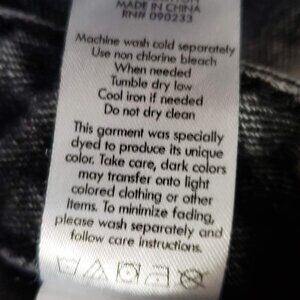 MADE IN CHINA
RN# 090233
Machine wash cold separately
Use non chlorine bleach
When needed
Tumble dry low
Cool iron if needed
Do not dry clean
This garment was specially
dyed to produce its unique
color. Take care, dark colors
may transfer onto light
colored clothing or other
Items. To minimize fading,
please wash separately and
follow care instructions.